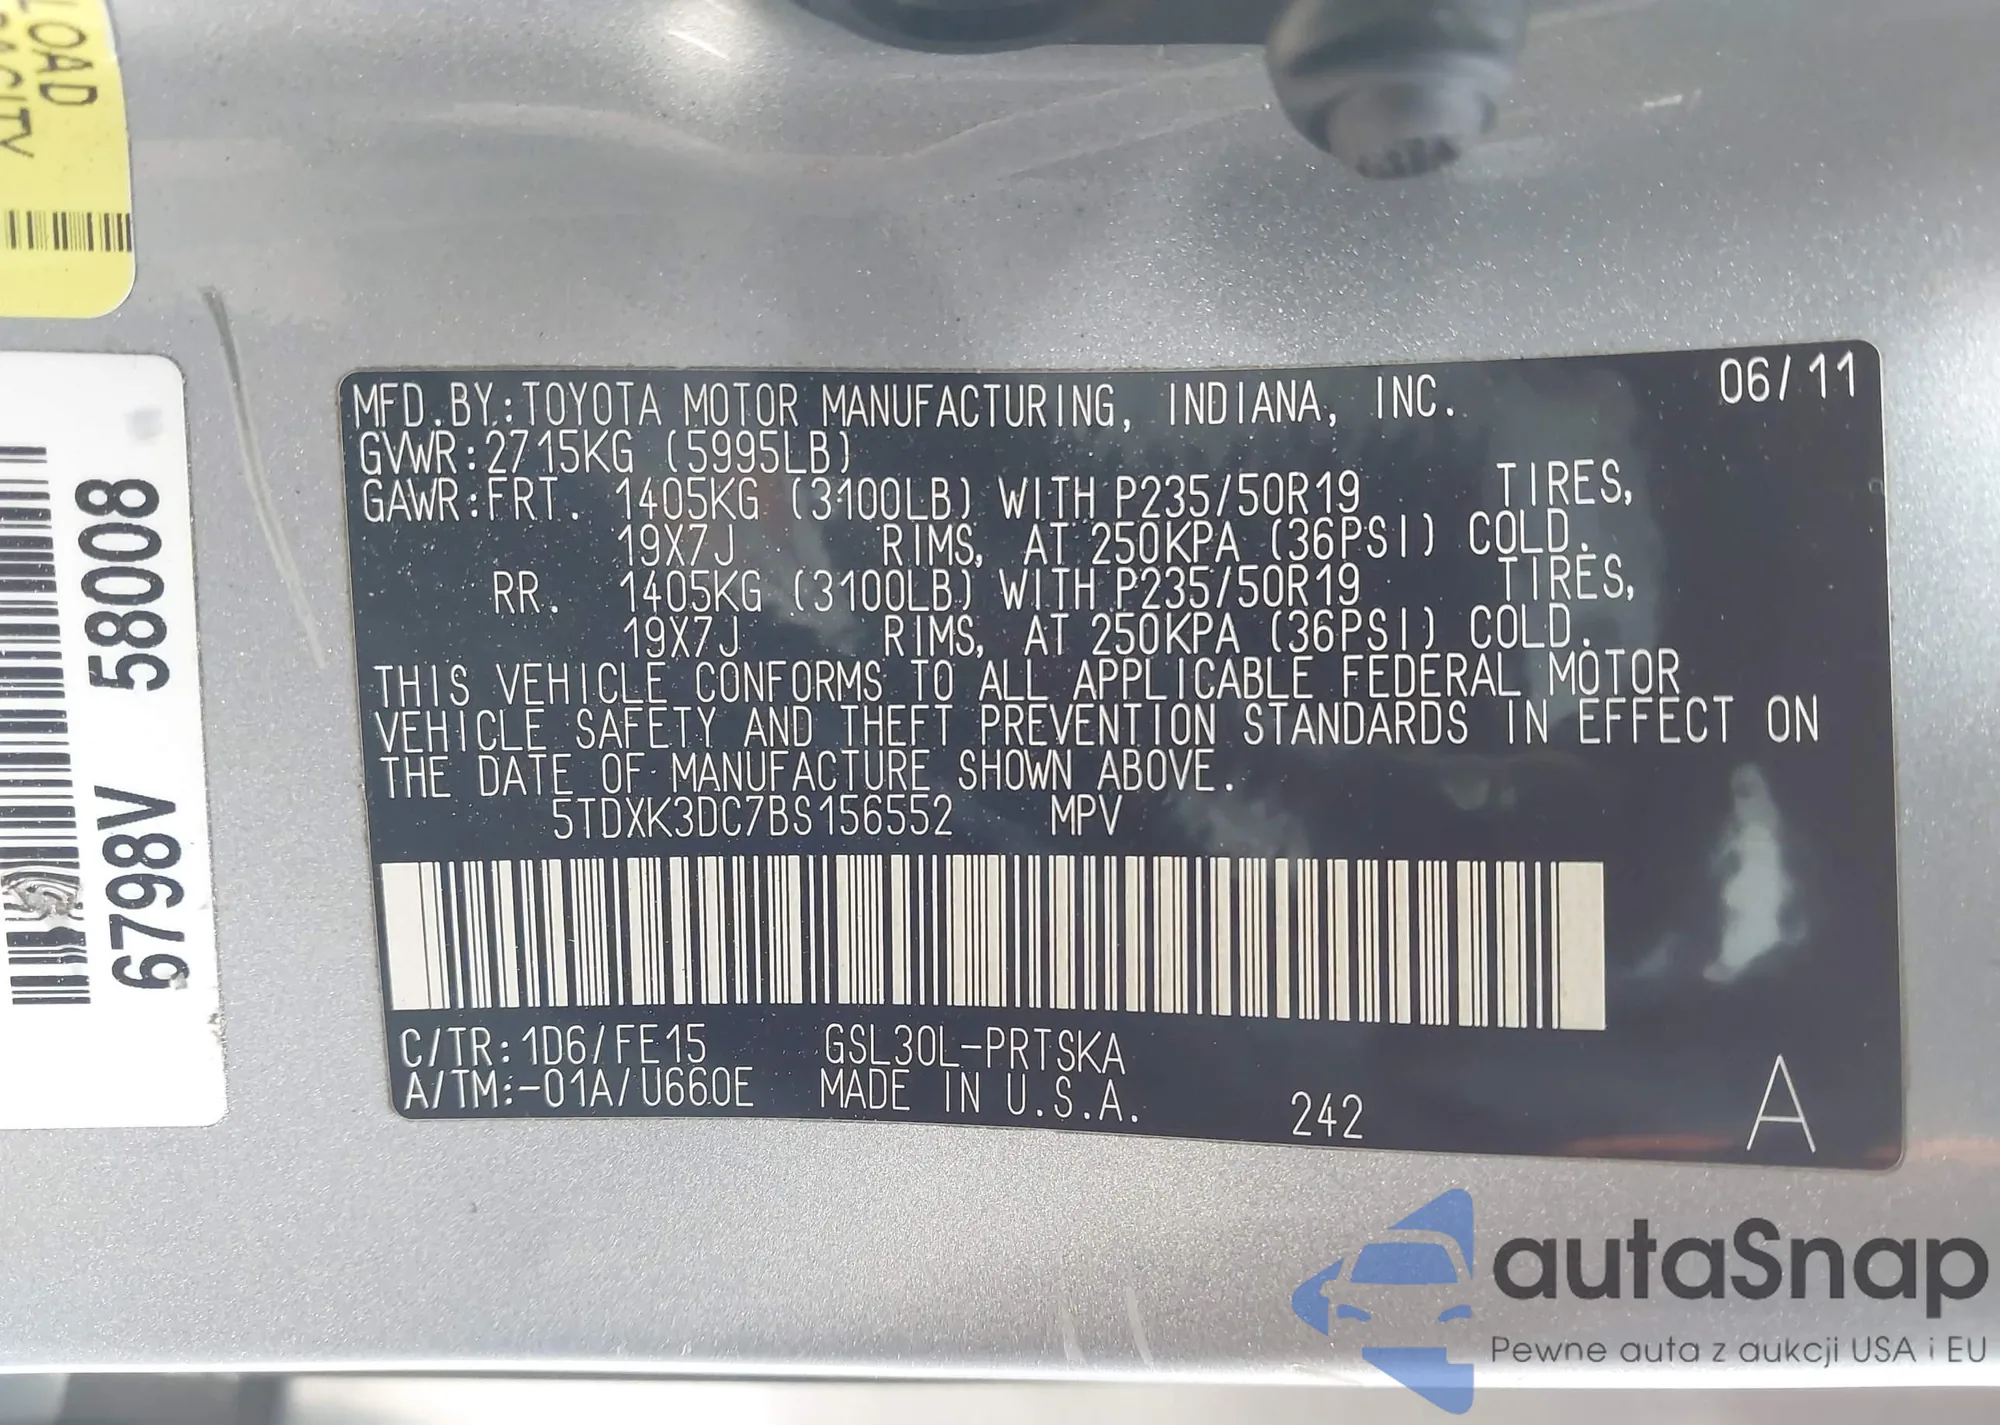 LOAD
58008
6798V
06/11
MFD. BY: TOYOTA MOTOR MANUFACTURING, INDIANA, INC.
GVWR: 2715KG (5995LB)
GAWR: FRT. 1405KG (3100LB) WITH P235/50R19 TIRES,
19X7J RIMS, AT 250KPA (36PSI) COLD.
RR. 1405KG (3100LB) WITH P235/50R19 TIRES,
19X7J RIMS, AT 250KPA (36PSI) COLD.
THIS VEHICLE CONFORMS TO ALL APPLICABLE FEDERAL MOTOR
VEHICLE SAFETY AND THEFT PREVENTION STANDARDS IN EFFECT ON
THE DATE OF MANUFACTURE SHOWN ABOVE.
5TDXK3DC7BS156552 MPV
C/TR: 1D6/FE15 GSL30L-PRTSKA
A/TM:-01A/U660E MADE IN U.S.A.
242
A
autaSnap
Pewne auta z aukcji USA i EU